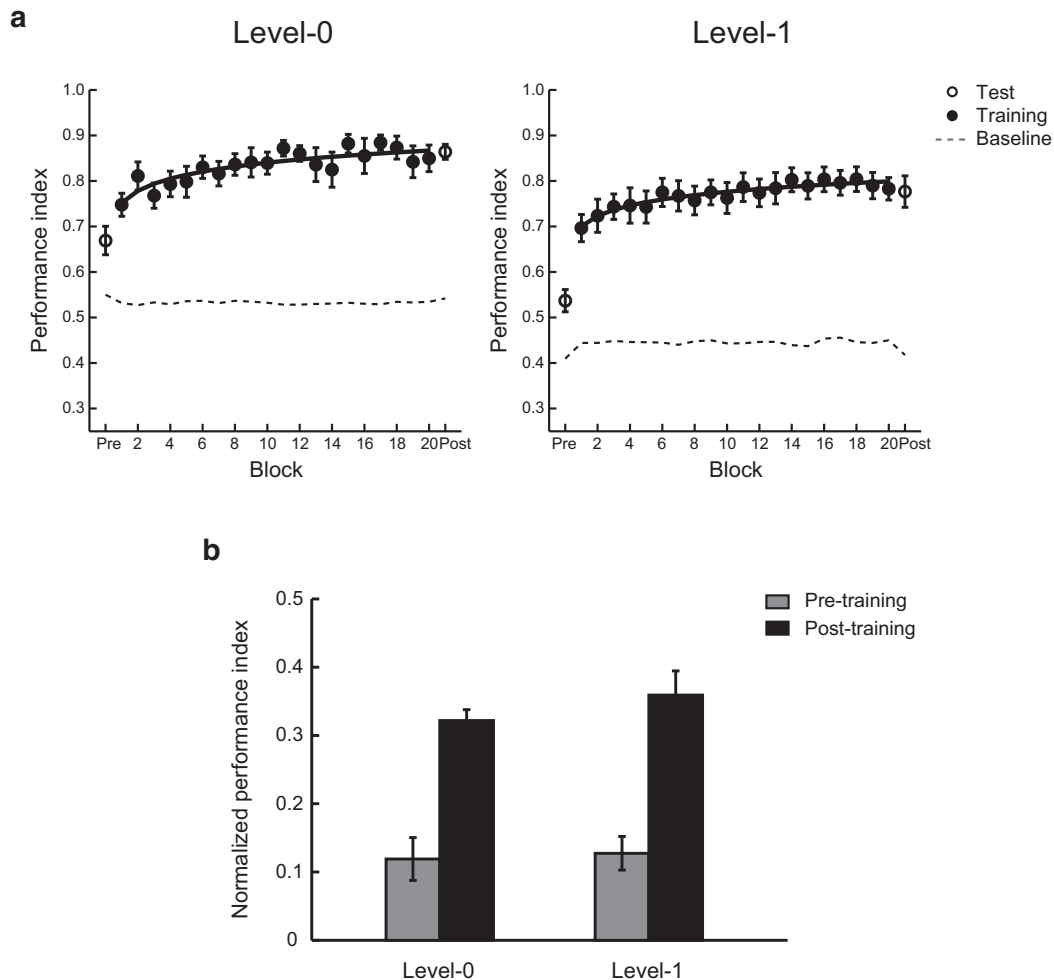 a
Level-0
Level-1
Test
Training
Baseline
Performance index
1.0
0.9
0.8
0.7
0.6
0.5
0.4
0.3
Pre 2 4 6 8 10 12 14 16 18 20 Post
Block
Performance index
1.0
0.9
0.8
0.7
0.6
0.5
0.4
0.3
Pre 2 4 6 8 10 12 14 16 18 20 Post
Block
b
Pre-training
Post-training
Normalized performance index
0.5
0.4
0.3
0.2
0.1
0
Level-0 Level-1